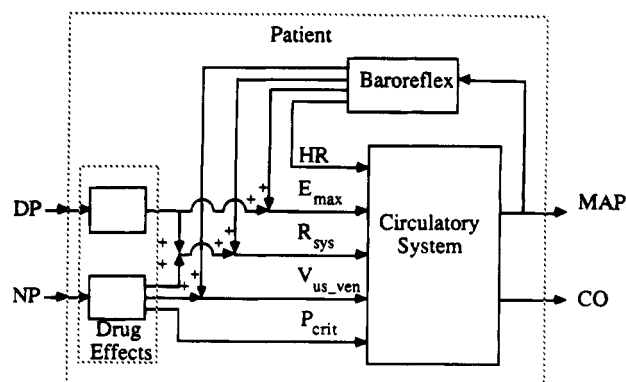 Patient
Baroreflex
HR
E_max
DP
MAP
R_sys
Circulatory
System
V_us_ven
NP
CO
P_crit
Drug
Effects
+
+
+
+
+
+